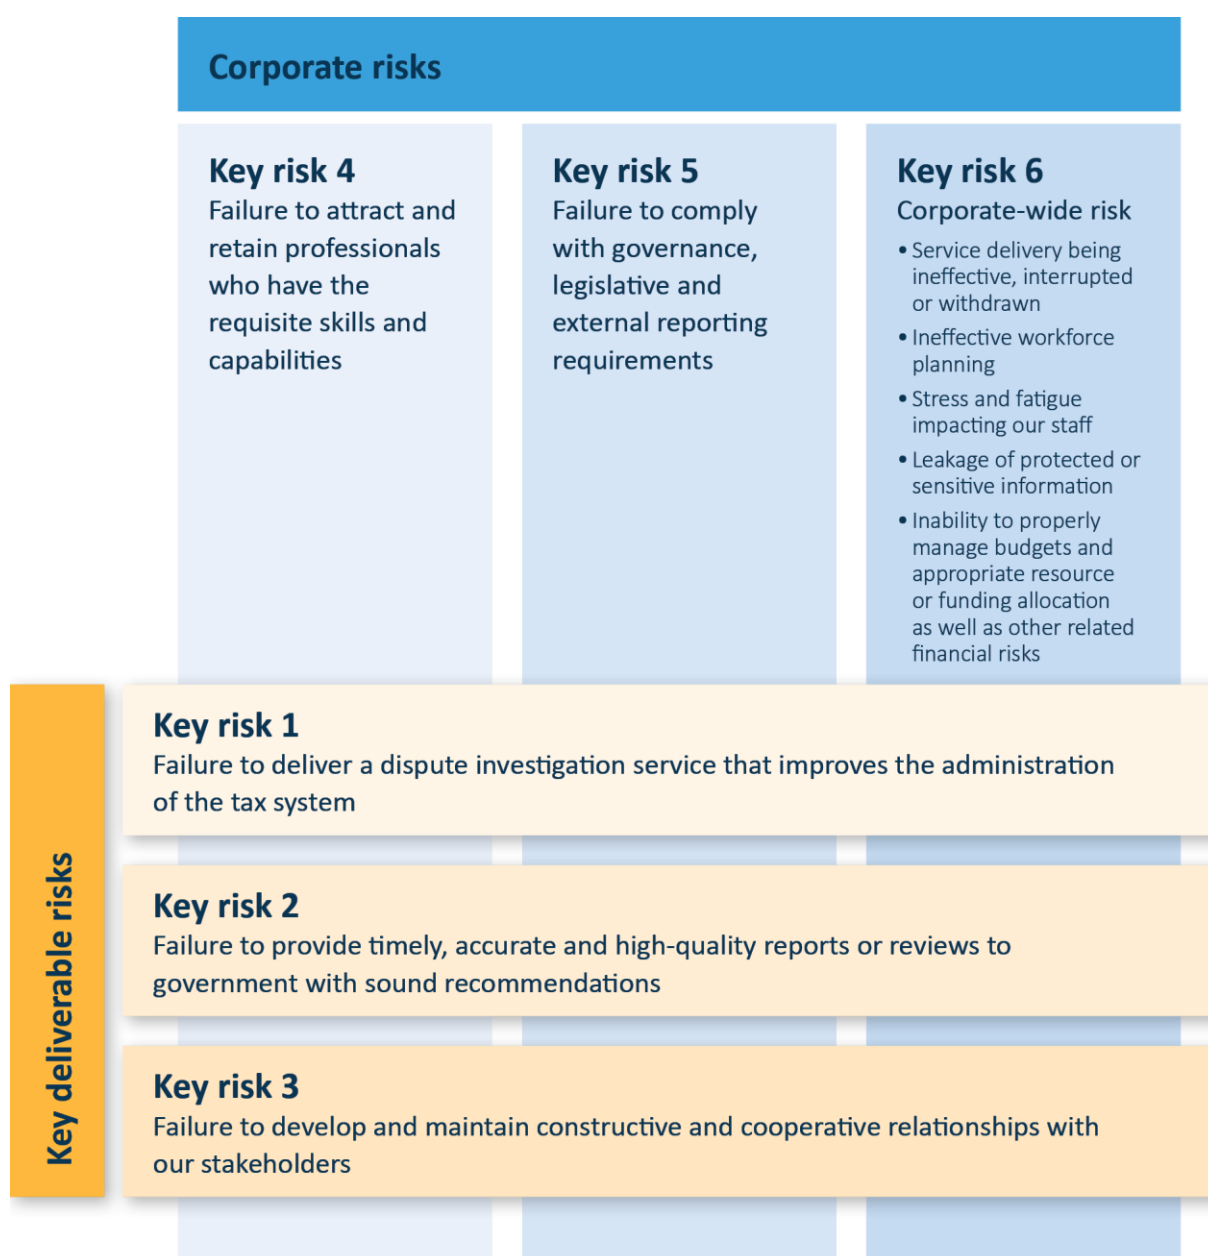 Corporate risks
Key risk 4
Failure to attract and
retain professionals
who have the
requisite skills and
capabilities
Key risk 5
Failure to comply
with governance,
legislative and
external reporting
requirements
Key risk 6
Corporate-wide risk
• Service delivery being
ineffective, interrupted
or withdrawn
• Ineffective workforce
planning
• Stress and fatigue
impacting our staff
• Leakage of protected or
sensitive information
• Inability to properly
manage budgets and
appropriate resource
or funding allocation
as well as other related
financial risks
Key deliverable risks
Key risk 1
Failure to deliver a dispute investigation service that improves the administration
of the tax system
Key risk 2
Failure to provide timely, accurate and high-quality reports or reviews to
government with sound recommendations
Key risk 3
Failure to develop and maintain constructive and cooperative relationships with
our stakeholders